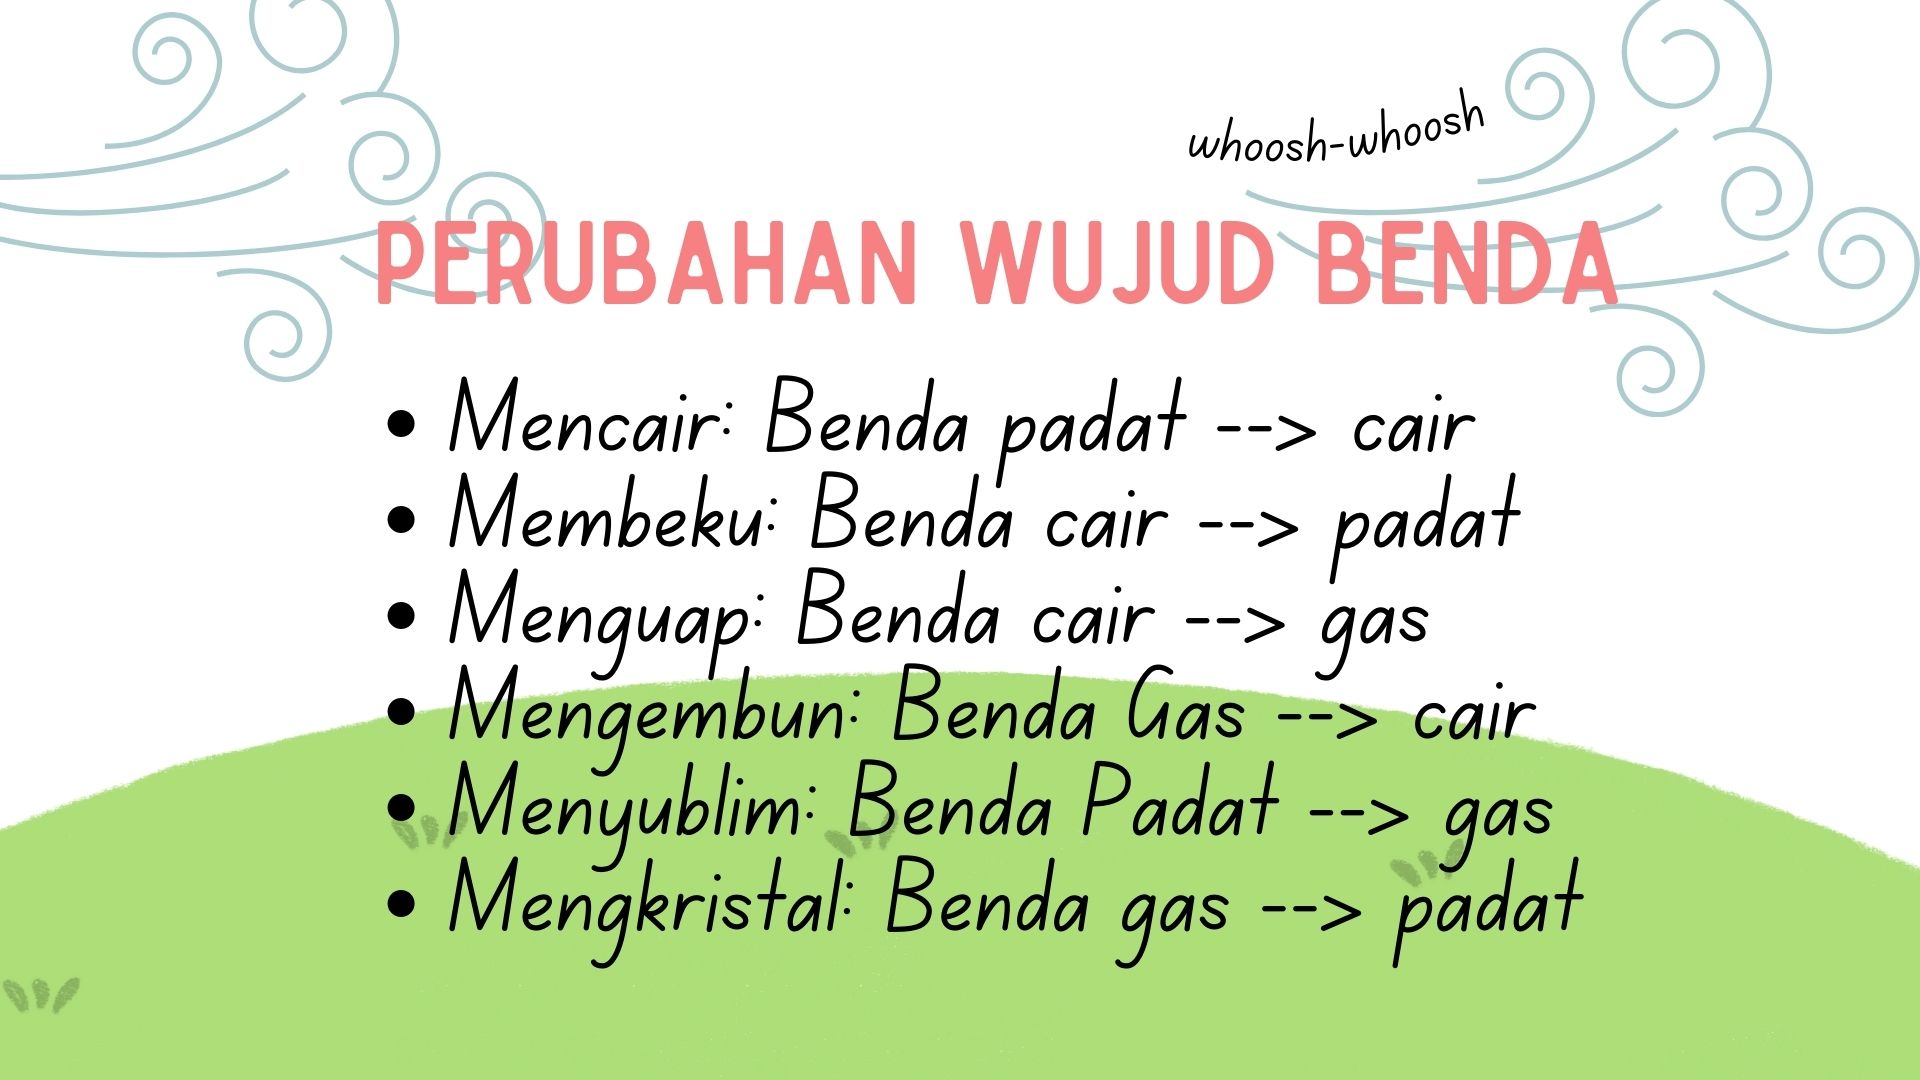 whoosh-whoosh
PERUBAHAN WUJUD BENDA
• Mencair: Benda padat --> cair
• Membeku: Benda cair --> padat
• Menguap: Benda cair --> gas
• Mengembun: Benda Gas --> cair
• Menyublim: Benda Padat --> gas
• Mengkristal: Benda gas --> padat